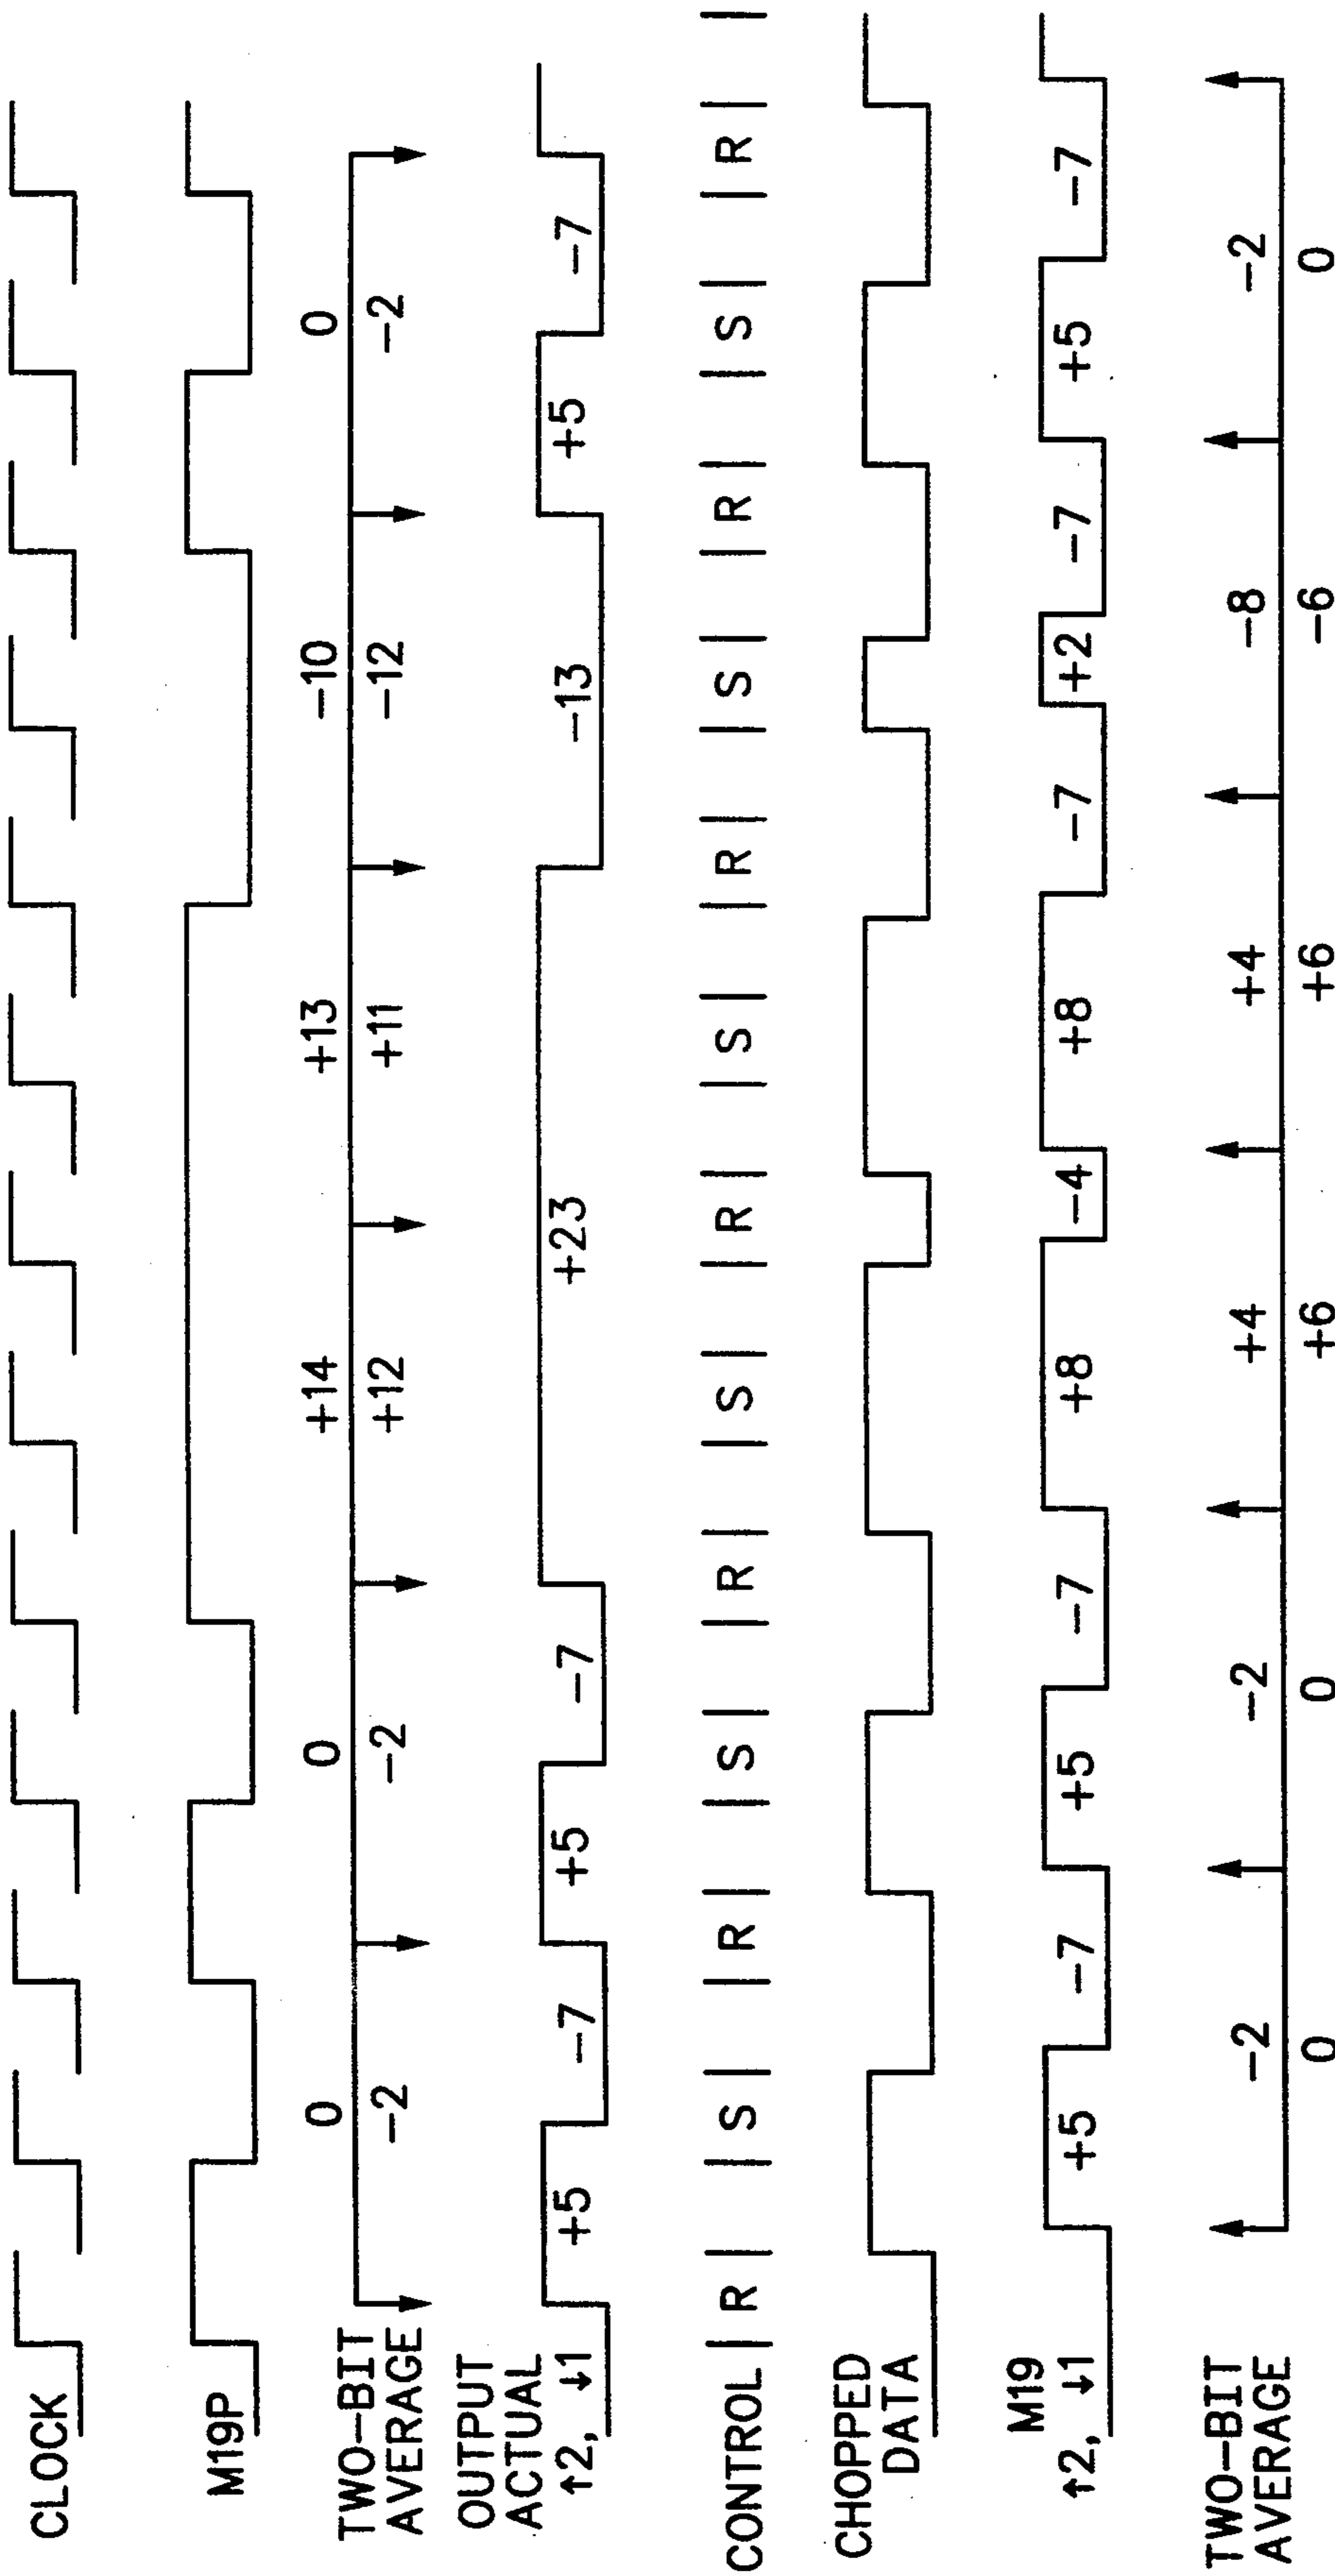 CLOCK
M19P
0 0 +14 +13 −10 0
TWO−BIT
AVERAGE
−2 −2 +12 +11 −12 −2
OUTPUT
ACTUAL
↑2, ↓1
+5 −7 +5 −7 +23 −13 +5 −7
CONTROL |R| |S| |R| |S| |R| |S| |R| |S| |R| |S| |R| |S| |R| |
CHOPPED
DATA
M19
↑2, ↓1
+5 −7 +5 −7 +8 −4 +8 −7 +2 −7 +5 −7
TWO−BIT
AVERAGE
−2 −2 +4 +4 −8 −2
0 0 +6 +6 −6 0